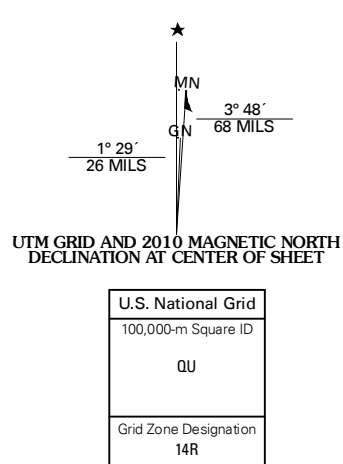 ★
MN
3° 48´
68 MILS
GN
1° 29´
26 MILS
UTM GRID AND 2010 MAGNETIC NORTH
DECLINATION AT CENTER OF SHEET
U.S. National Grid
100,000-m Square ID
QU
Grid Zone Designation
14R